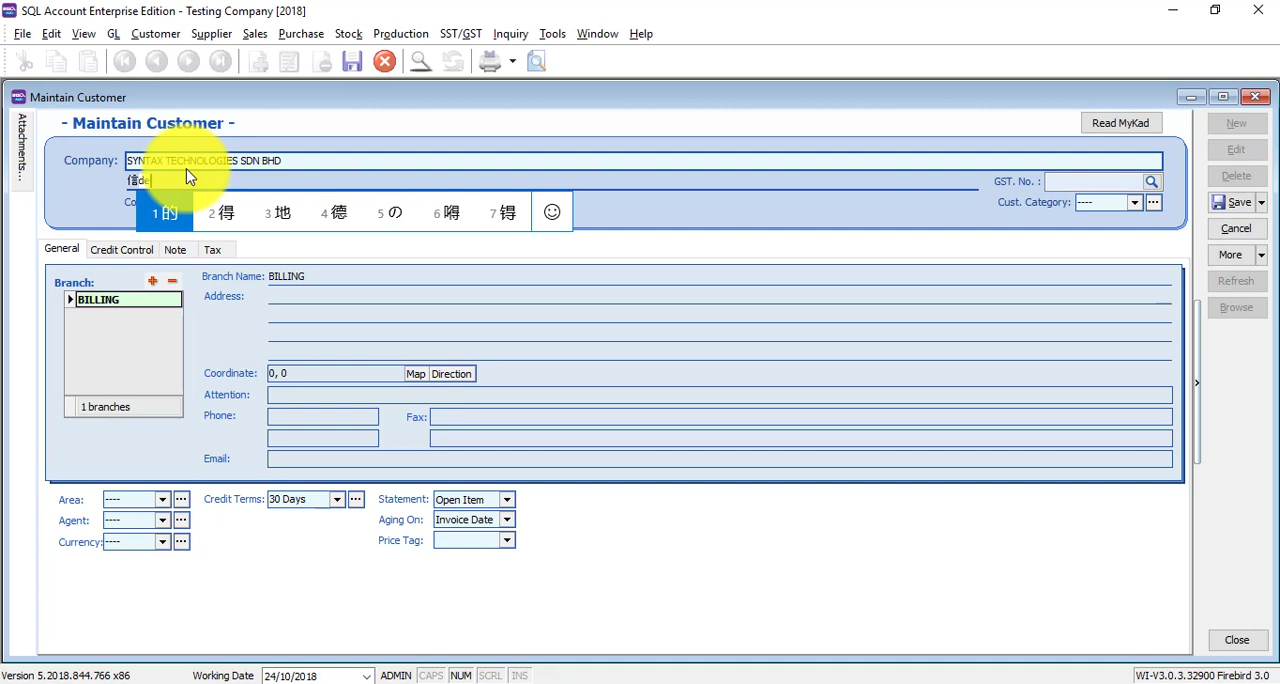 SQL Account Enterprise Edition - Testing Company [2018]
File Edit View GL Customer Supplier Sales Purchase Stock Production SST/GST Inquiry Tools Window Help
Maintain Customer
Attachments...
- Maintain Customer -
Read MyKad
Company: SYNTAX TECHNOLOGIES SDN BHD
信de
GST. No. :
Co
Cust. Category: ----
1 的 2 得 3 地 4 德 5 の 6 嘚 7 锝
General Credit Control Note Tax
Branch:
BILLING
1 branches
Branch Name: BILLING
Address:
Coordinate: 0, 0 Map Direction
Attention:
Phone: Fax:
Email:
Area: ---- Credit Terms: 30 Days Statement: Open Item
Agent: ---- Aging On: Invoice Date
Currency: ---- Price Tag:
New
Edit
Delete
Save
Cancel
More
Refresh
Browse
Close
Version 5.2018.844.766 x86 Working Date 24/10/2018 ADMIN CAPS NUM SCRL INS WI-V3.0.3.32900 Firebird 3.0